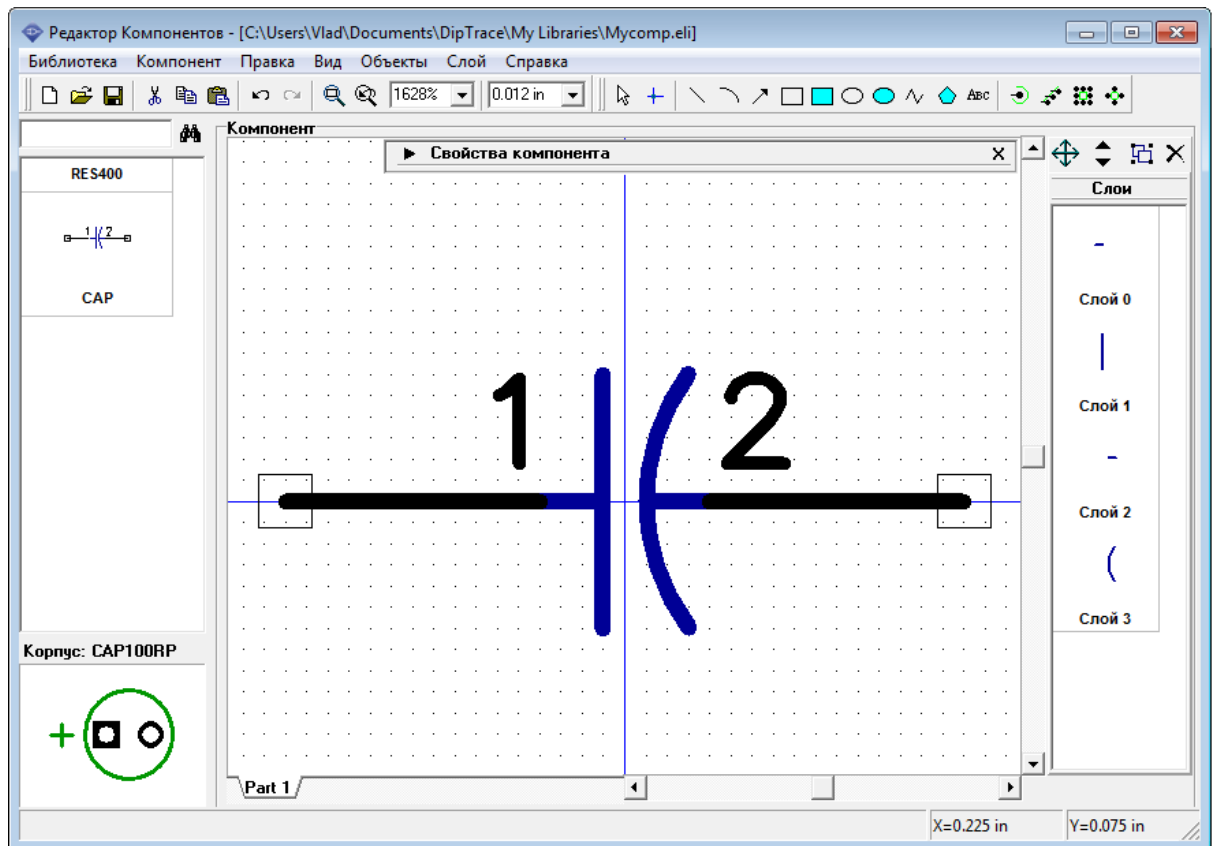 Редактор Компонентов - [C:\Users\Vlad\Documents\DipTrace\My Libraries\Mycomp.eli]
Библиотека Компонент Правка Вид Объекты Слой Справка
1628% 0.012 in ABC
Компонент
Свойства компонента X
RES400
Слои
1 2
CAP
Слой 0
1 2
Слой 1
Слой 2
Слой 3
Корпус: CAP100RP
Part 1
X=0.225 in Y=0.075 in